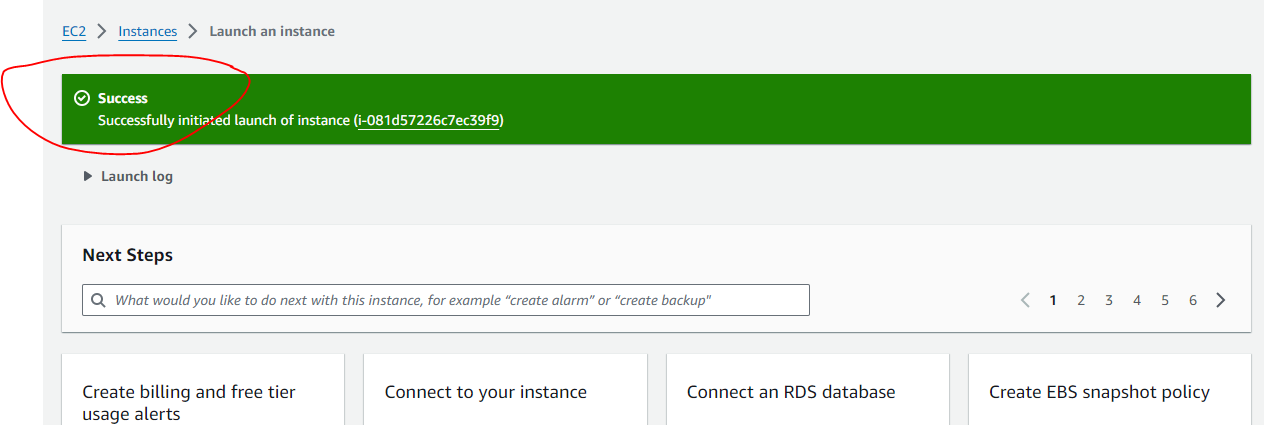 EC2 > Instances > Launch an instance
Success
Successfully initiated launch of instance (i-081d57226c7ec39f9)
Launch log
Next Steps
What would you like to do next with this instance, for example “create alarm” or “create backup"
1 2 3 4 5 6
Create billing and free tier
usage alerts
Connect to your instance
Connect an RDS database
Create EBS snapshot policy